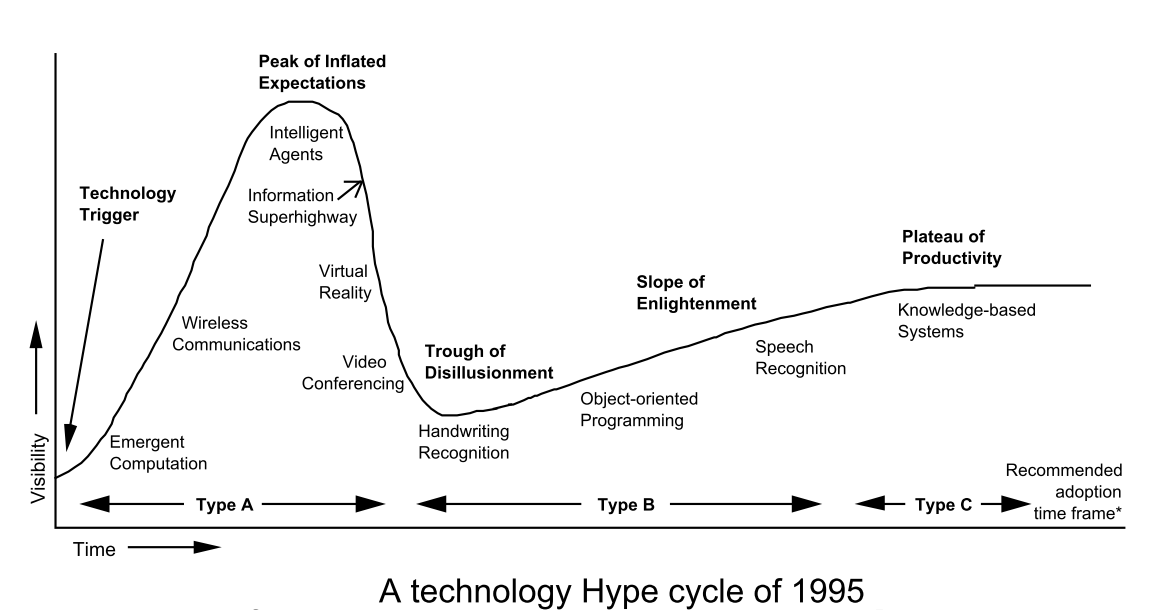 Peak of Inflated
Expectations
Intelligent
Agents
Technology
Trigger
Information
Superhighway
Plateau of
Productivity
Virtual
Reality
Slope of
Enlightenment
Knowledge-based
Systems
Wireless
Communications
Trough of
Disillusionment
Speech
Recognition
Video
Conferencing
Object-oriented
Programming
Visibility
Emergent
Computation
Handwriting
Recognition
Recommended
adoption
time frame*
Type A
Type B
Type C
Time
A technology Hype cycle of 1995